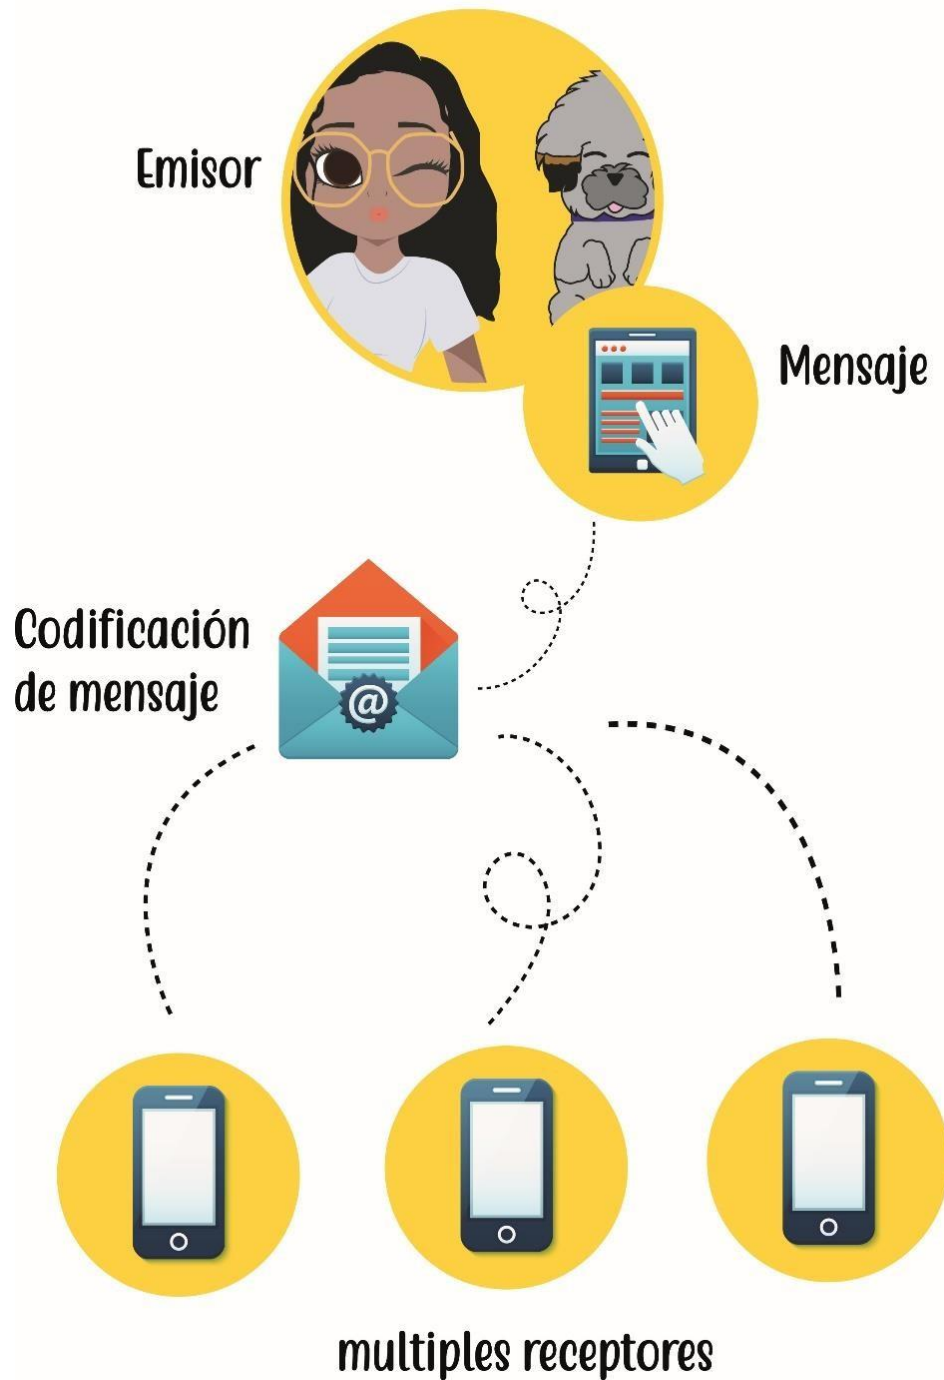 Emisor
Mensaje
Codificación
de mensaje
@
multiples receptores